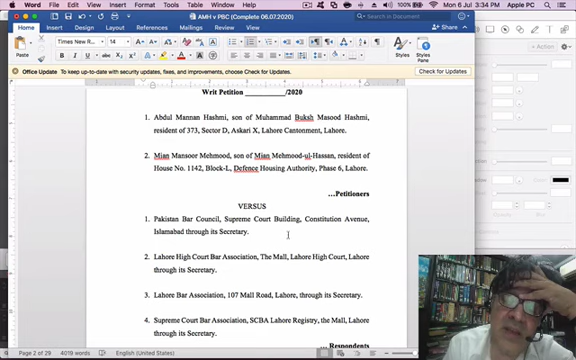 Word File Edit View Insert Format Tools Table Window Help
Mon 6 Jul 3:34 PM Apple PC
AMH v PBC (Complete 06.07.2020)
Search in Document
Home Insert Design Layout References Mailings Review View
Share
Paste
Times New R...
14
Styles
Styles Pane
+ Action
Office Update To keep up-to-date with security updates, fixes, and improvements, choose Check for Updates.
Check for Updates
Writ Petition __________/2020
1. Abdul Mannan Hashmi, son of Muhammad Buksh Masood Hashmi,
resident of 373, Sector D, Askari X, Lahore Cantonment, Lahore.
2. Mian Mansoor Mehmood, son of Mian Mehmood-ul-Hassan, resident of
House No. 1142, Block-L, Defence Housing Authority, Phase 6, Lahore.
...Petitioners
VERSUS
1. Pakistan Bar Council, Supreme Court Building, Constitution Avenue,
Islamabad through its Secretary.
2. Lahore High Court Bar Association, The Mall, Lahore High Court, Lahore
through its Secretary.
3. Lahore Bar Association, 107 Mall Road, Lahore, through its Secretary.
4. Supreme Court Bar Association, SCBA Lahore Registry, the Mall, Lahore
through its Secretary.
...Respondents
Page 2 of 29 4019 words English (United States)